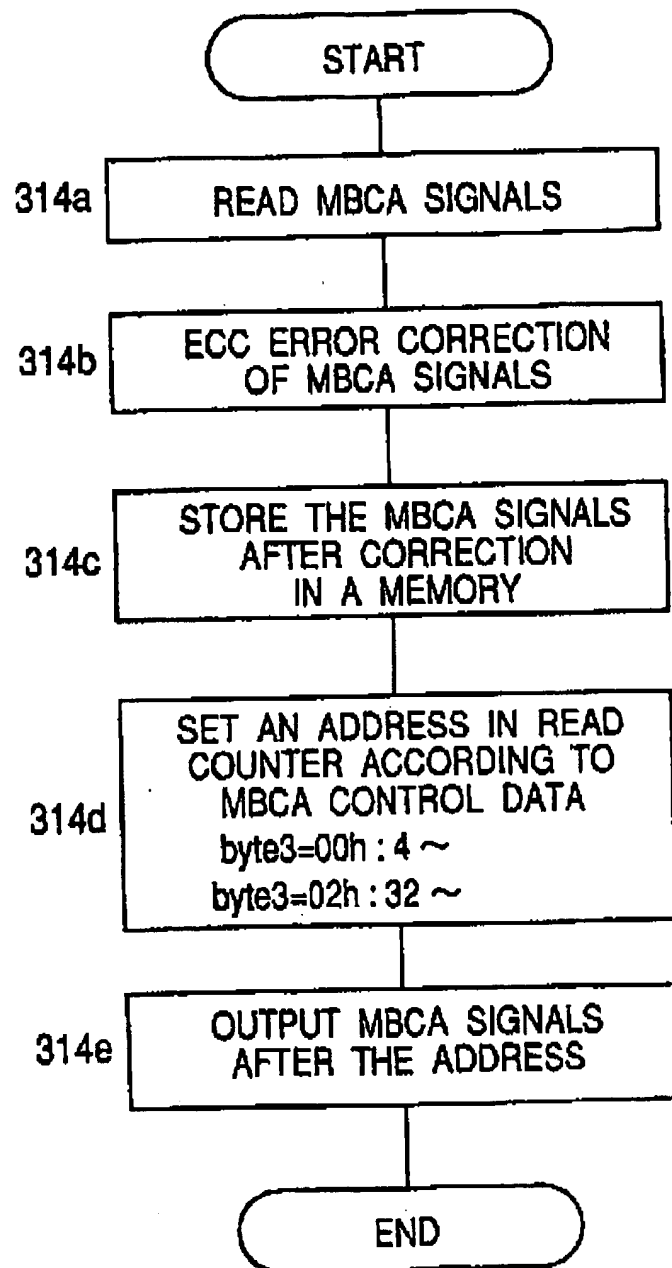 START
314a
READ MBCA SIGNALS
314b
ECC ERROR CORRECTION
OF MBCA SIGNALS
314c
STORE THE MBCA SIGNALS
AFTER CORRECTION
IN A MEMORY
314d
SET AN ADDRESS IN READ
COUNTER ACCORDING TO
MBCA CONTROL DATA
byte3=00h : 4 ~
byte3=02h : 32 ~
314e
OUTPUT MBCA SIGNALS
AFTER THE ADDRESS
END